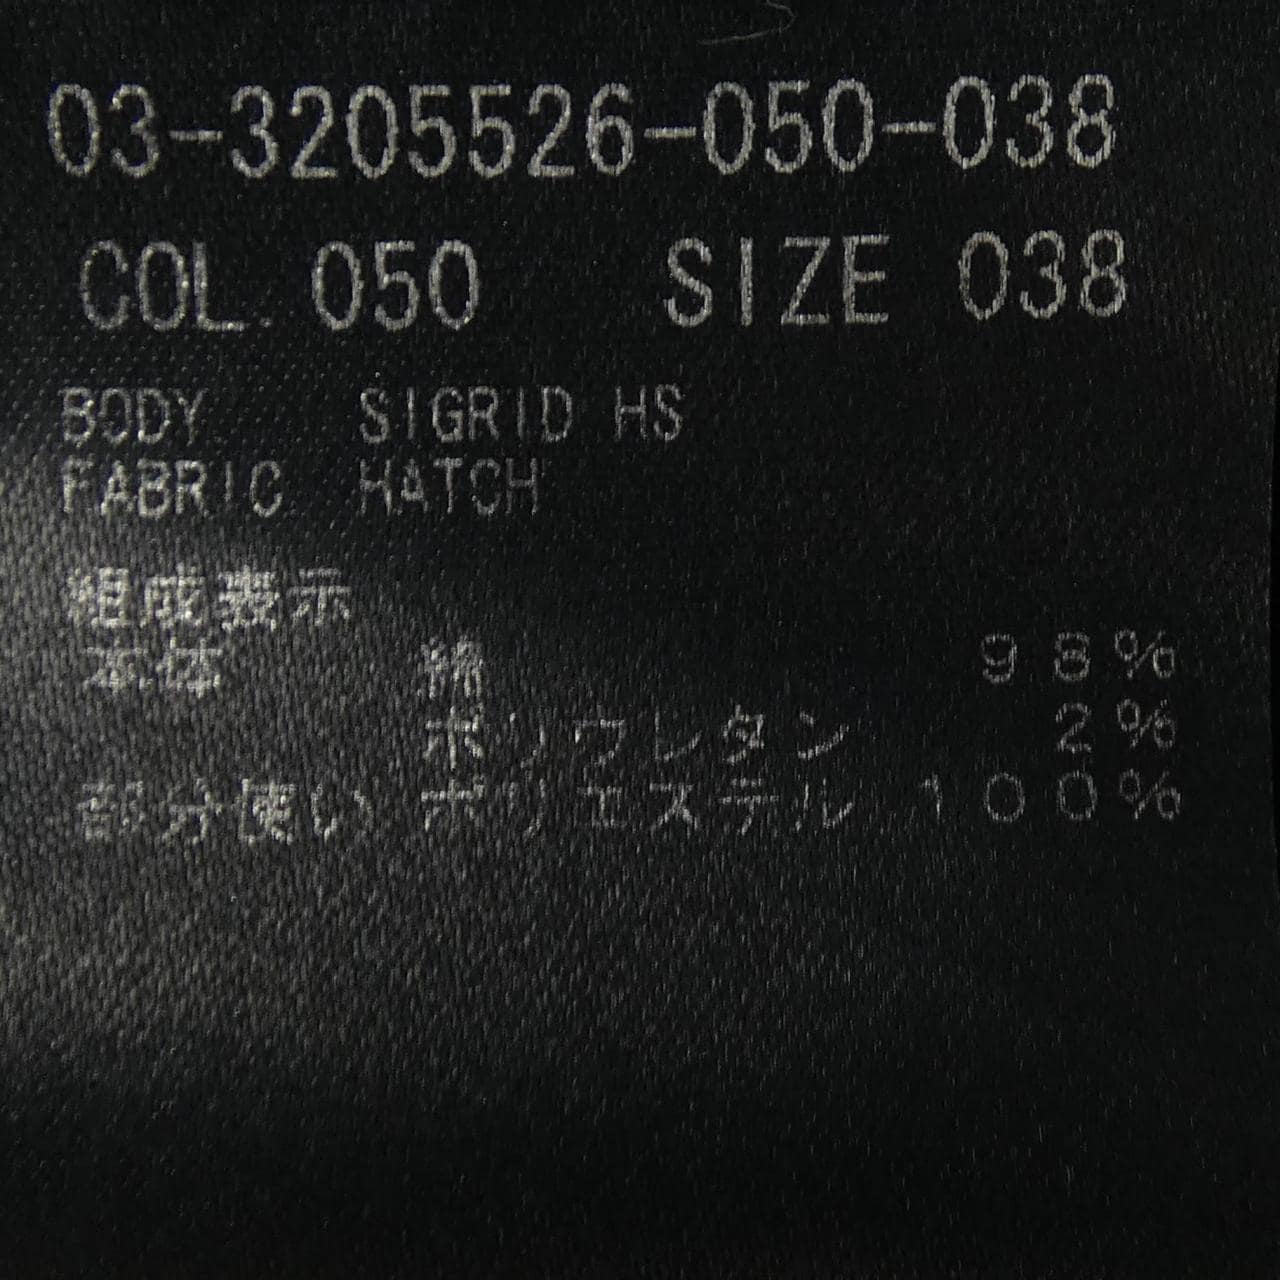 03-3205526-050-038
COL. 050 SIZE 038
BODY SIGRID HS
FABRIC HATCH
組成表示
本体 綿 98%
ポリウレタン 2%
部分使い ポリエステル 100%